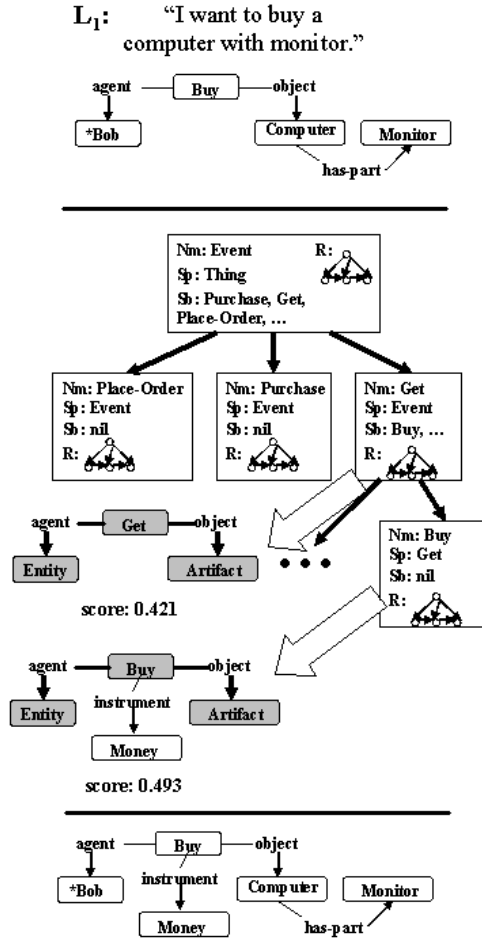 L1: "I want to buy a
computer with monitor."
agent Buy object
*Bob Computer Monitor
has-part
Nm: Event R:
Sp: Thing
Sb: Purchase, Get,
Place-Order, ...
Nm: Place-Order
Sp: Event
Sb: nil
R:
Nm: Purchase
Sp: Event
Sb: nil
R:
Nm: Get
Sp: Event
Sb: Buy, ...
R:
agent Get object
Entity Artifact
score: 0.421
Nm: Buy
Sp: Get
Sb: nil
R:
agent Buy object
instrument
Entity Artifact
Money
score: 0.493
agent Buy object
*Bob instrument Computer Monitor
Money has-part